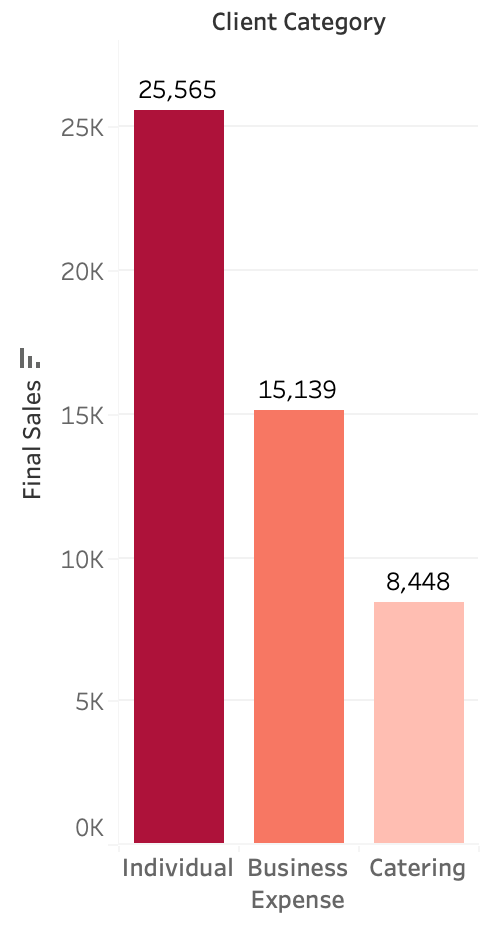 Client Category
25,565
25K
20K
15,139
15K
Final Sales
10K
8,448
5K
0K
Individual
Business
Expense
Catering